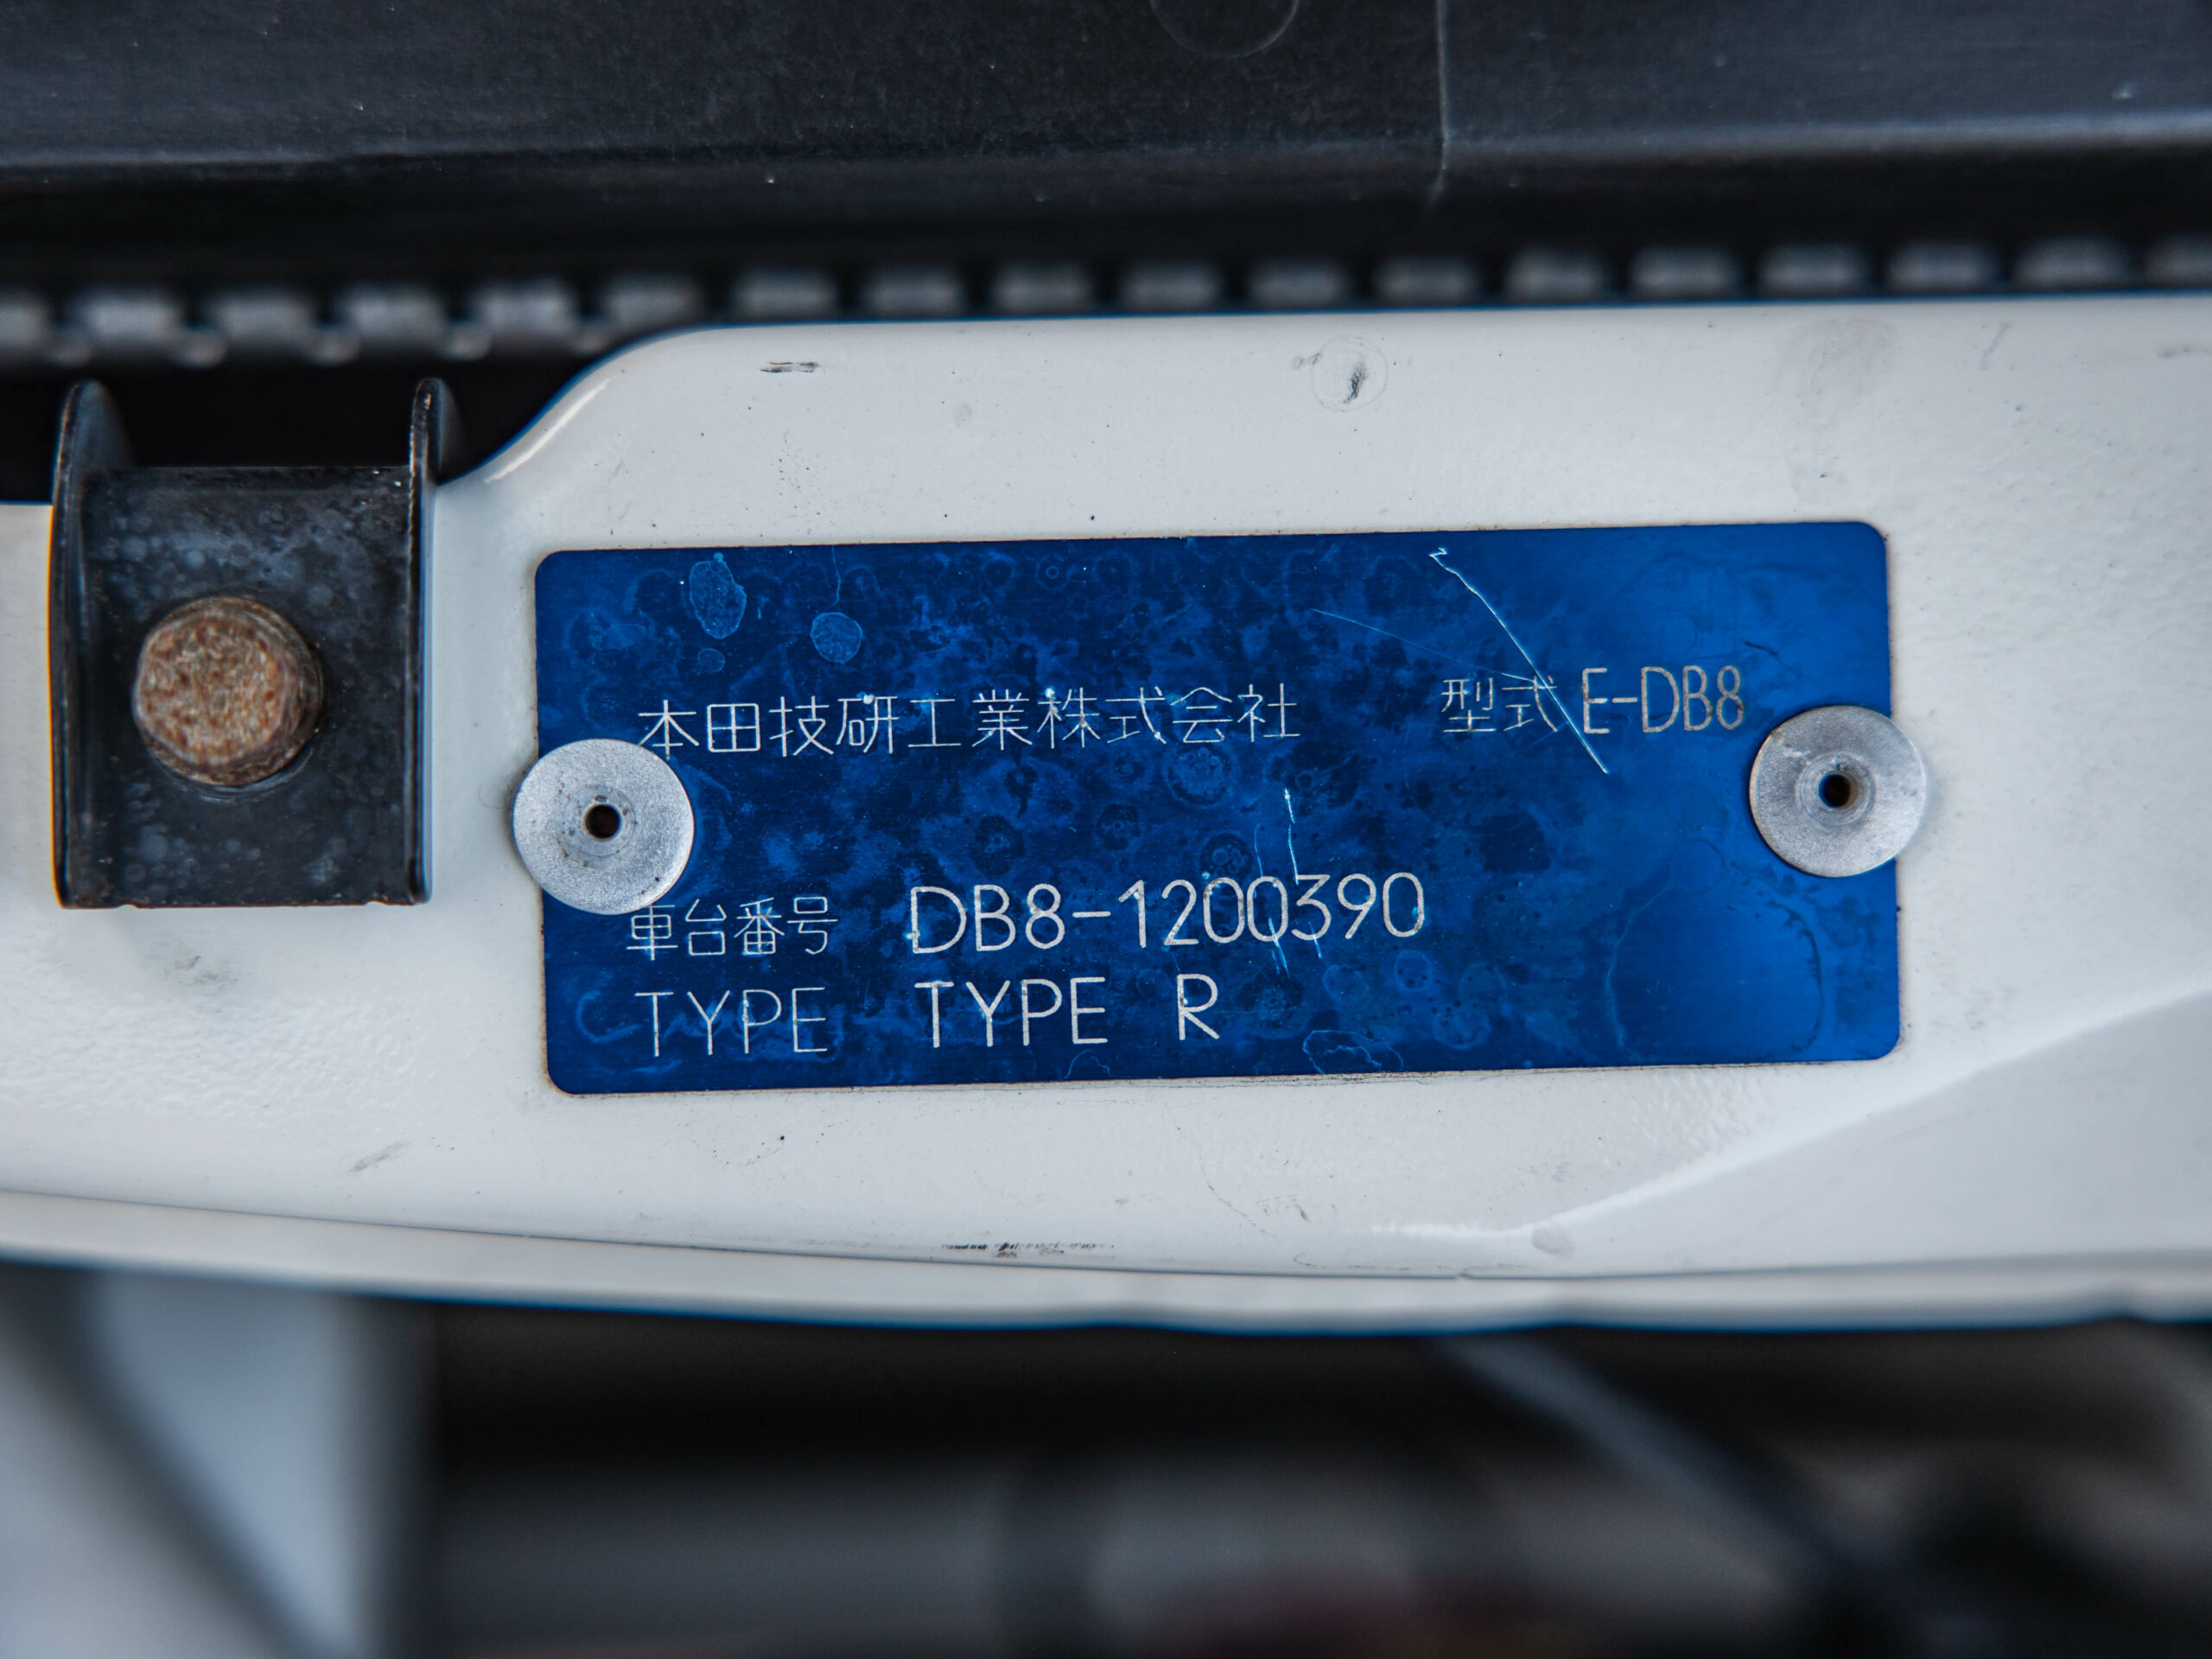 本田技研工業株式会社 型式 E-DB8
車台番号 DB8-1200390
TYPE TYPE R